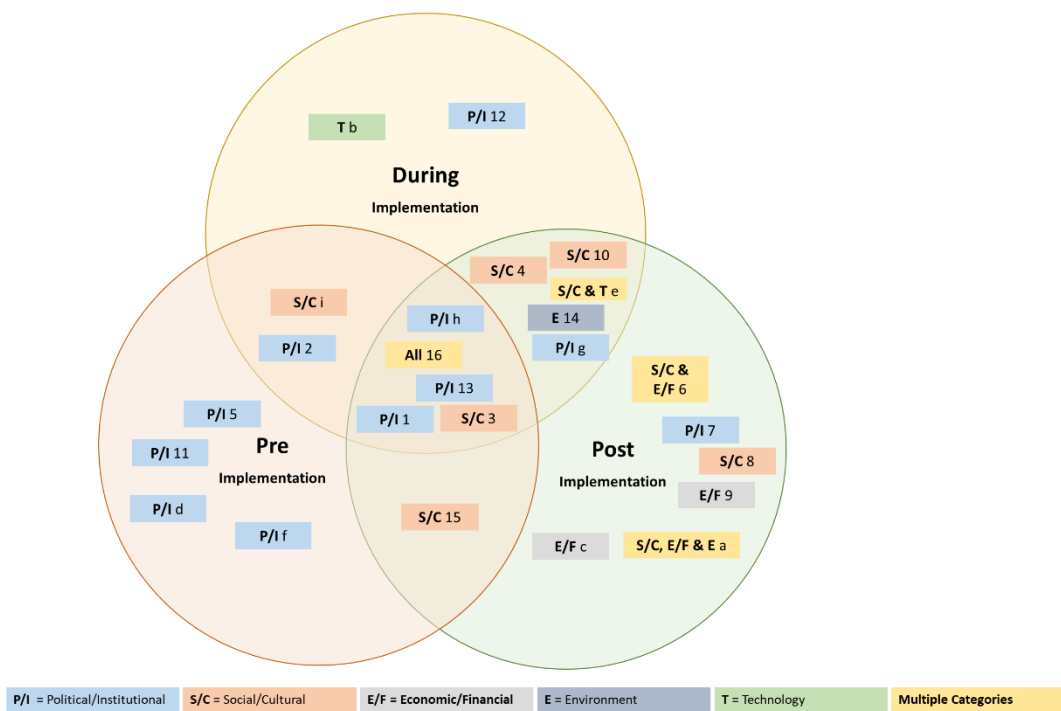 P/I 12
T b
During
Implementation
S/C 10
S/C 4
S/C & T e
S/C i
E 14
P/I h
P/I 2
P/I g
All 16
S/C &
E/F 6
P/I 13
P/I 5
P/I 1
S/C 3
P/I 7
Pre
Post
P/I 11
S/C 8
Implementation
Implementation
E/F 9
P/I d
S/C 15
P/I f
E/F c
S/C, E/F & E a
P/I = Political/Institutional
S/C = Social/Cultural
E/F = Economic/Financial
E = Environment
T = Technology
Multiple Categories